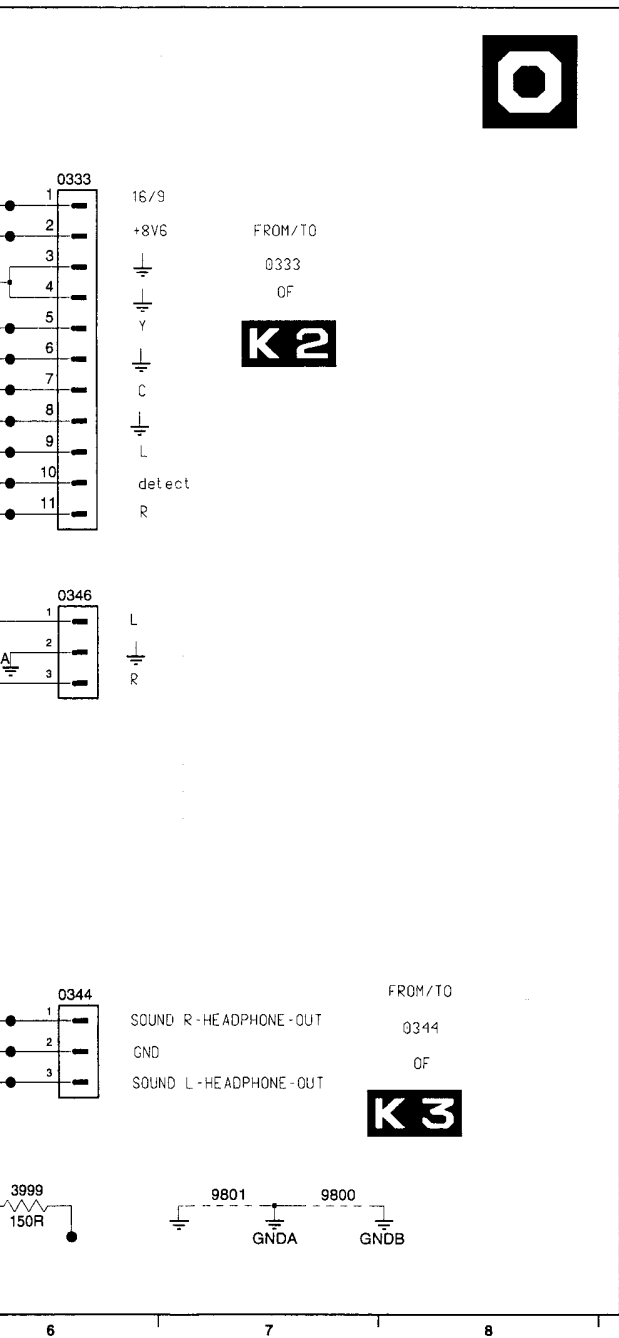 O
0333
1 16/9
2 +8V6 FROM/TO
3 0333
4 OF
5 Y
K 2
6
7 C
8
9 L
10 detect
11 R
0346
1 L
A 2
3 R
0344 FROM/TO
1 SOUND R-HEADPHONE-OUT 0344
2 GND OF
3 SOUND L-HEADPHONE-OUT
K 3
3999 9801 9800
150R
GNDA GNDB
6 7 8